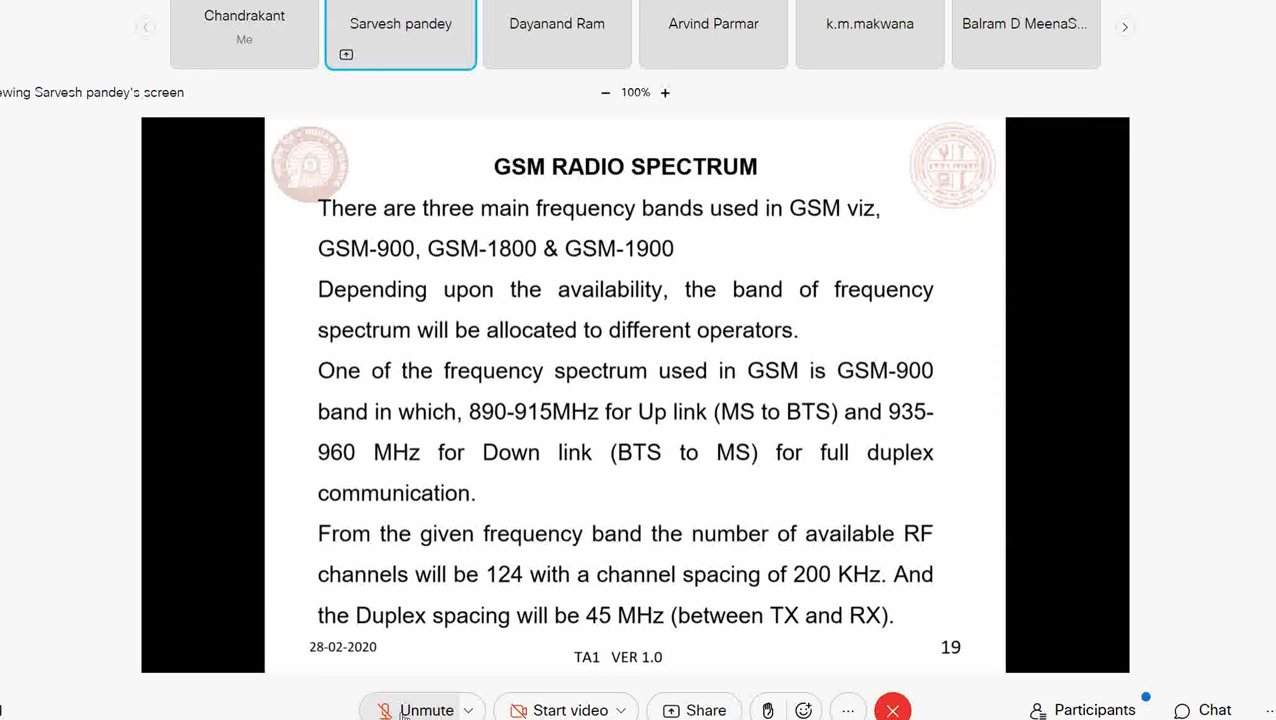 Chandrakant
Me
Sarvesh pandey
Dayanand Ram
Arvind Parmar
k.m.makwana
Balram D MeenaS...
ewing Sarvesh pandey's screen
100%
GSM RADIO SPECTRUM
There are three main frequency bands used in GSM viz,
GSM-900, GSM-1800 & GSM-1900
Depending upon the availability, the band of frequency
spectrum will be allocated to different operators.
One of the frequency spectrum used in GSM is GSM-900
band in which, 890-915MHz for Up link (MS to BTS) and 935-
960 MHz for Down link (BTS to MS) for full duplex
communication.
From the given frequency band the number of available RF
channels will be 124 with a channel spacing of 200 KHz. And
the Duplex spacing will be 45 MHz (between TX and RX).
28-02-2020
TA1 VER 1.0
19
Unmute
Start video
Share
...
Participants
Chat